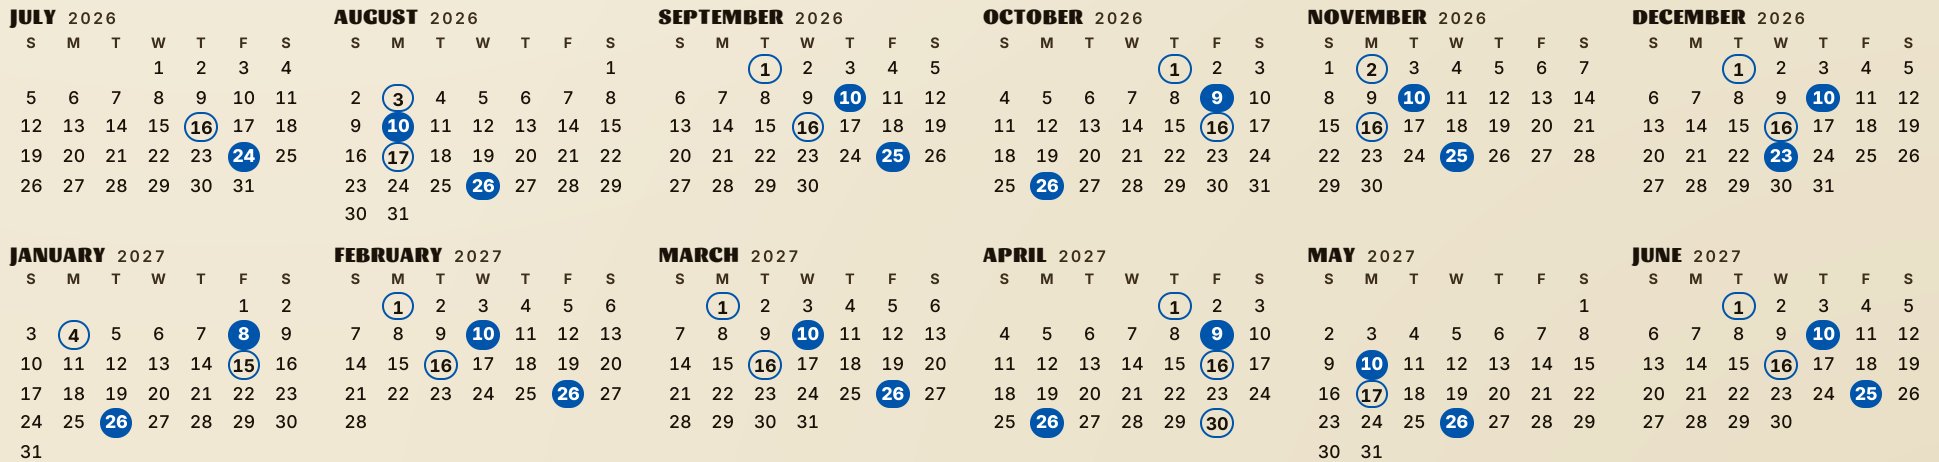 JULY 2026
S M T W T F S
1 2 3 4
5 6 7 8 9 10 11
12 13 14 15 16 17 18
19 20 21 22 23 24 25
26 27 28 29 30 31
AUGUST 2026
S M T W T F S
1
2 3 4 5 6 7 8
9 10 11 12 13 14 15
16 17 18 19 20 21 22
23 24 25 26 27 28 29
30 31
SEPTEMBER 2026
S M T W T F S
1 2 3 4 5
6 7 8 9 10 11 12
13 14 15 16 17 18 19
20 21 22 23 24 25 26
27 28 29 30
OCTOBER 2026
S M T W T F S
1 2 3
4 5 6 7 8 9 10
11 12 13 14 15 16 17
18 19 20 21 22 23 24
25 26 27 28 29 30 31
NOVEMBER 2026
S M T W T F S
1 2 3 4 5 6 7
8 9 10 11 12 13 14
15 16 17 18 19 20 21
22 23 24 25 26 27 28
29 30
DECEMBER 2026
S M T W T F S
1 2 3 4 5
6 7 8 9 10 11 12
13 14 15 16 17 18 19
20 21 22 23 24 25 26
27 28 29 30 31
JANUARY 2027
S M T W T F S
1 2
3 4 5 6 7 8 9
10 11 12 13 14 15 16
17 18 19 20 21 22 23
24 25 26 27 28 29 30
31
FEBRUARY 2027
S M T W T F S
1 2 3 4 5 6
7 8 9 10 11 12 13
14 15 16 17 18 19 20
21 22 23 24 25 26 27
28
MARCH 2027
S M T W T F S
1 2 3 4 5 6
7 8 9 10 11 12 13
14 15 16 17 18 19 20
21 22 23 24 25 26 27
28 29 30 31
APRIL 2027
S M T W T F S
1 2 3
4 5 6 7 8 9 10
11 12 13 14 15 16 17
18 19 20 21 22 23 24
25 26 27 28 29 30
MAY 2027
S M T W T F S
1
2 3 4 5 6 7 8
9 10 11 12 13 14 15
16 17 18 19 20 21 22
23 24 25 26 27 28 29
30 31
JUNE 2027
S M T W T F S
1 2 3 4 5
6 7 8 9 10 11 12
13 14 15 16 17 18 19
20 21 22 23 24 25 26
27 28 29 30